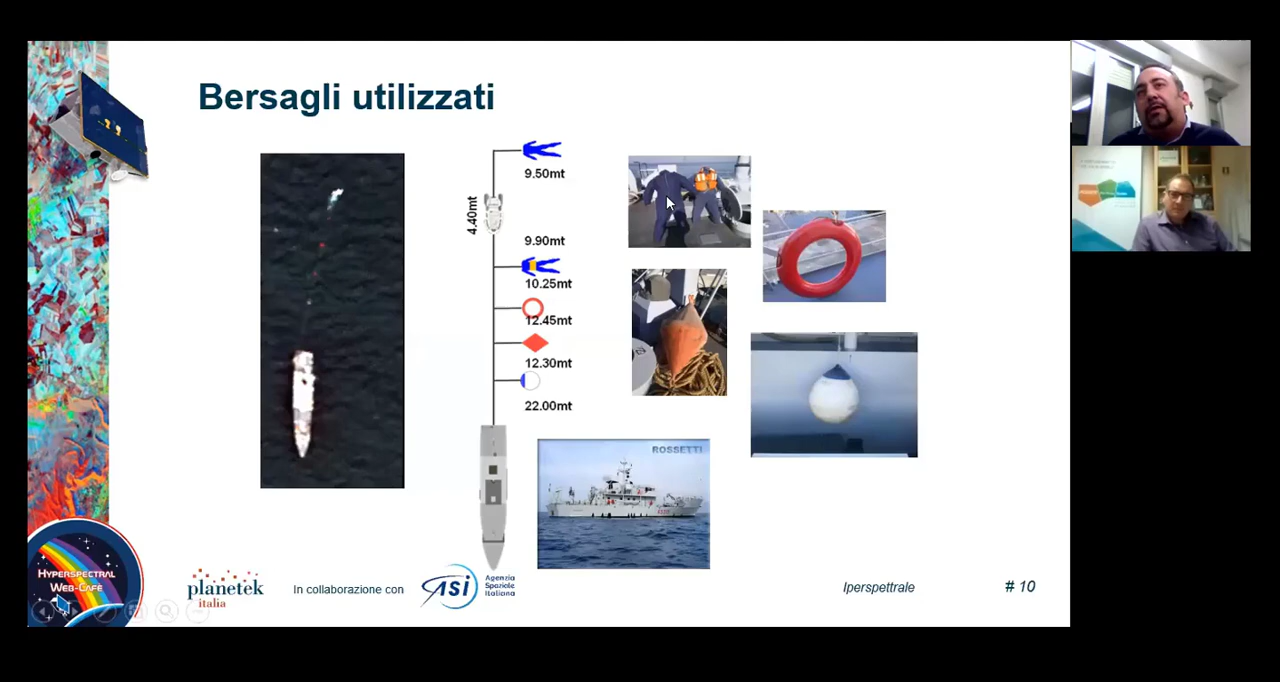 Bersagli utilizzati
9.50mt
4.40mt
9.90mt
10.25mt
12.45mt
12.30mt
22.00mt
ROSSETTI
HYPERSPECTRAL
WEB-CAFÉ
planetek
italia
In collaborazione con
asi
Agenzia
Spaziale
Italiana
Iperspettrale
# 10